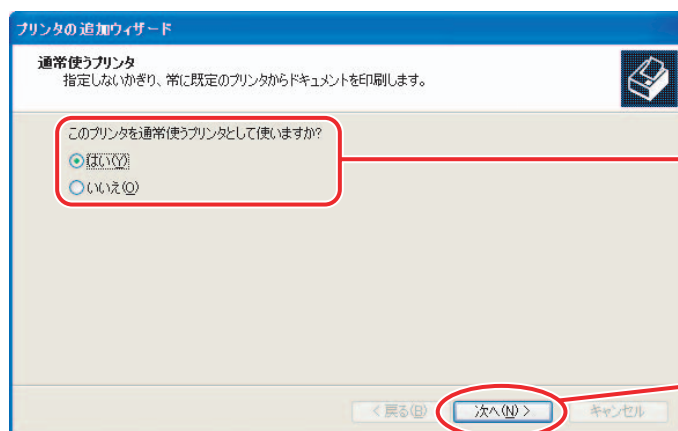 プリンタの追加ウィザード
通常使うプリンタ
指定しないかぎり、常に既定のプリンタからドキュメントを印刷します。
このプリンタを通常使うプリンタとして使いますか?
はい(Y)
いいえ(O)
< 戻る(B)
次へ(N) >
キャンセル